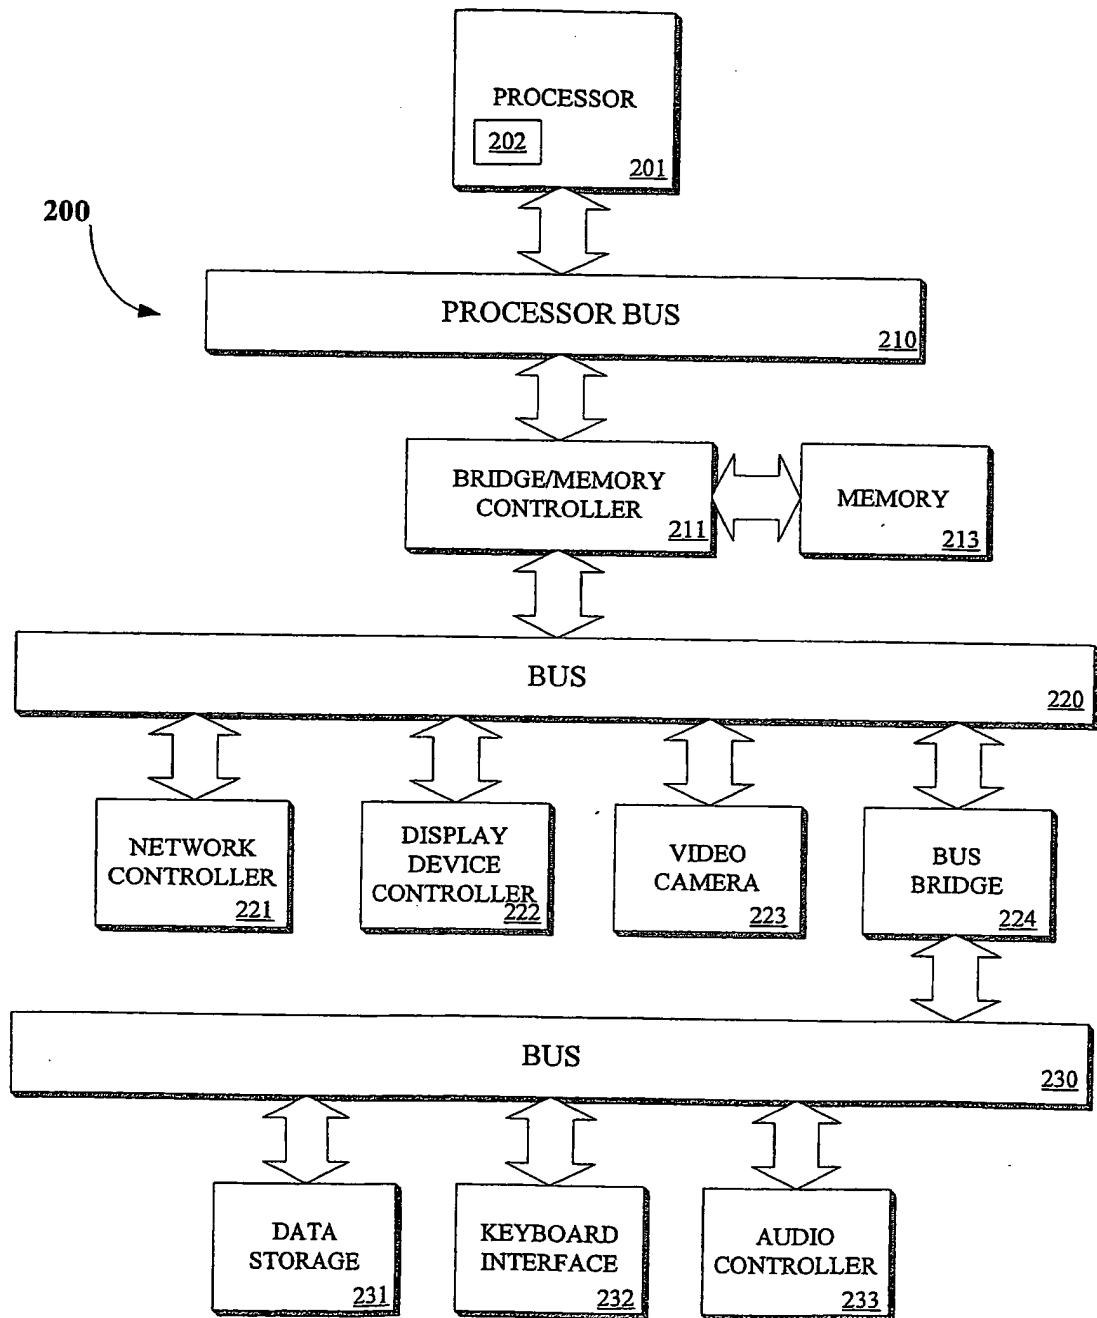 PROCESSOR
202
201
200
PROCESSOR BUS
210
BRIDGE/MEMORY
CONTROLLER
211
MEMORY
213
BUS
220
NETWORK
CONTROLLER
221
DISPLAY
DEVICE
CONTROLLER
222
VIDEO
CAMERA
223
BUS
BRIDGE
224
BUS
230
DATA
STORAGE
231
KEYBOARD
INTERFACE
232
AUDIO
CONTROLLER
233